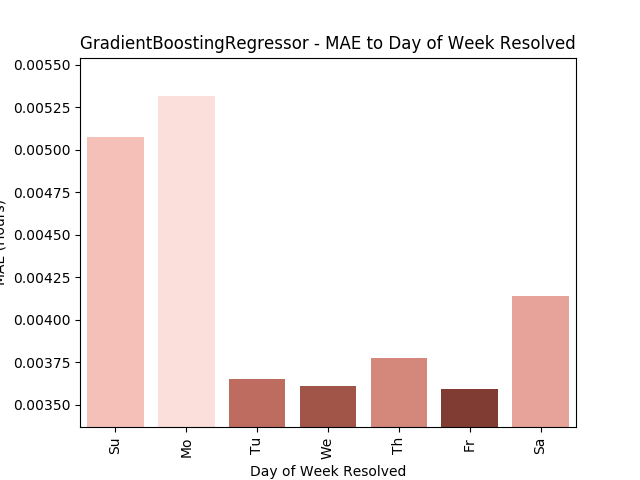 GradientBoostingRegressor - MAE to Day of Week Resolved
0.00550
0.00525
0.00500
0.00475
0.00450
0.00425
0.00400
0.00375
0.00350
MAE (Hours)
Su Mo Tu We Th Fr Sa
Day of Week Resolved